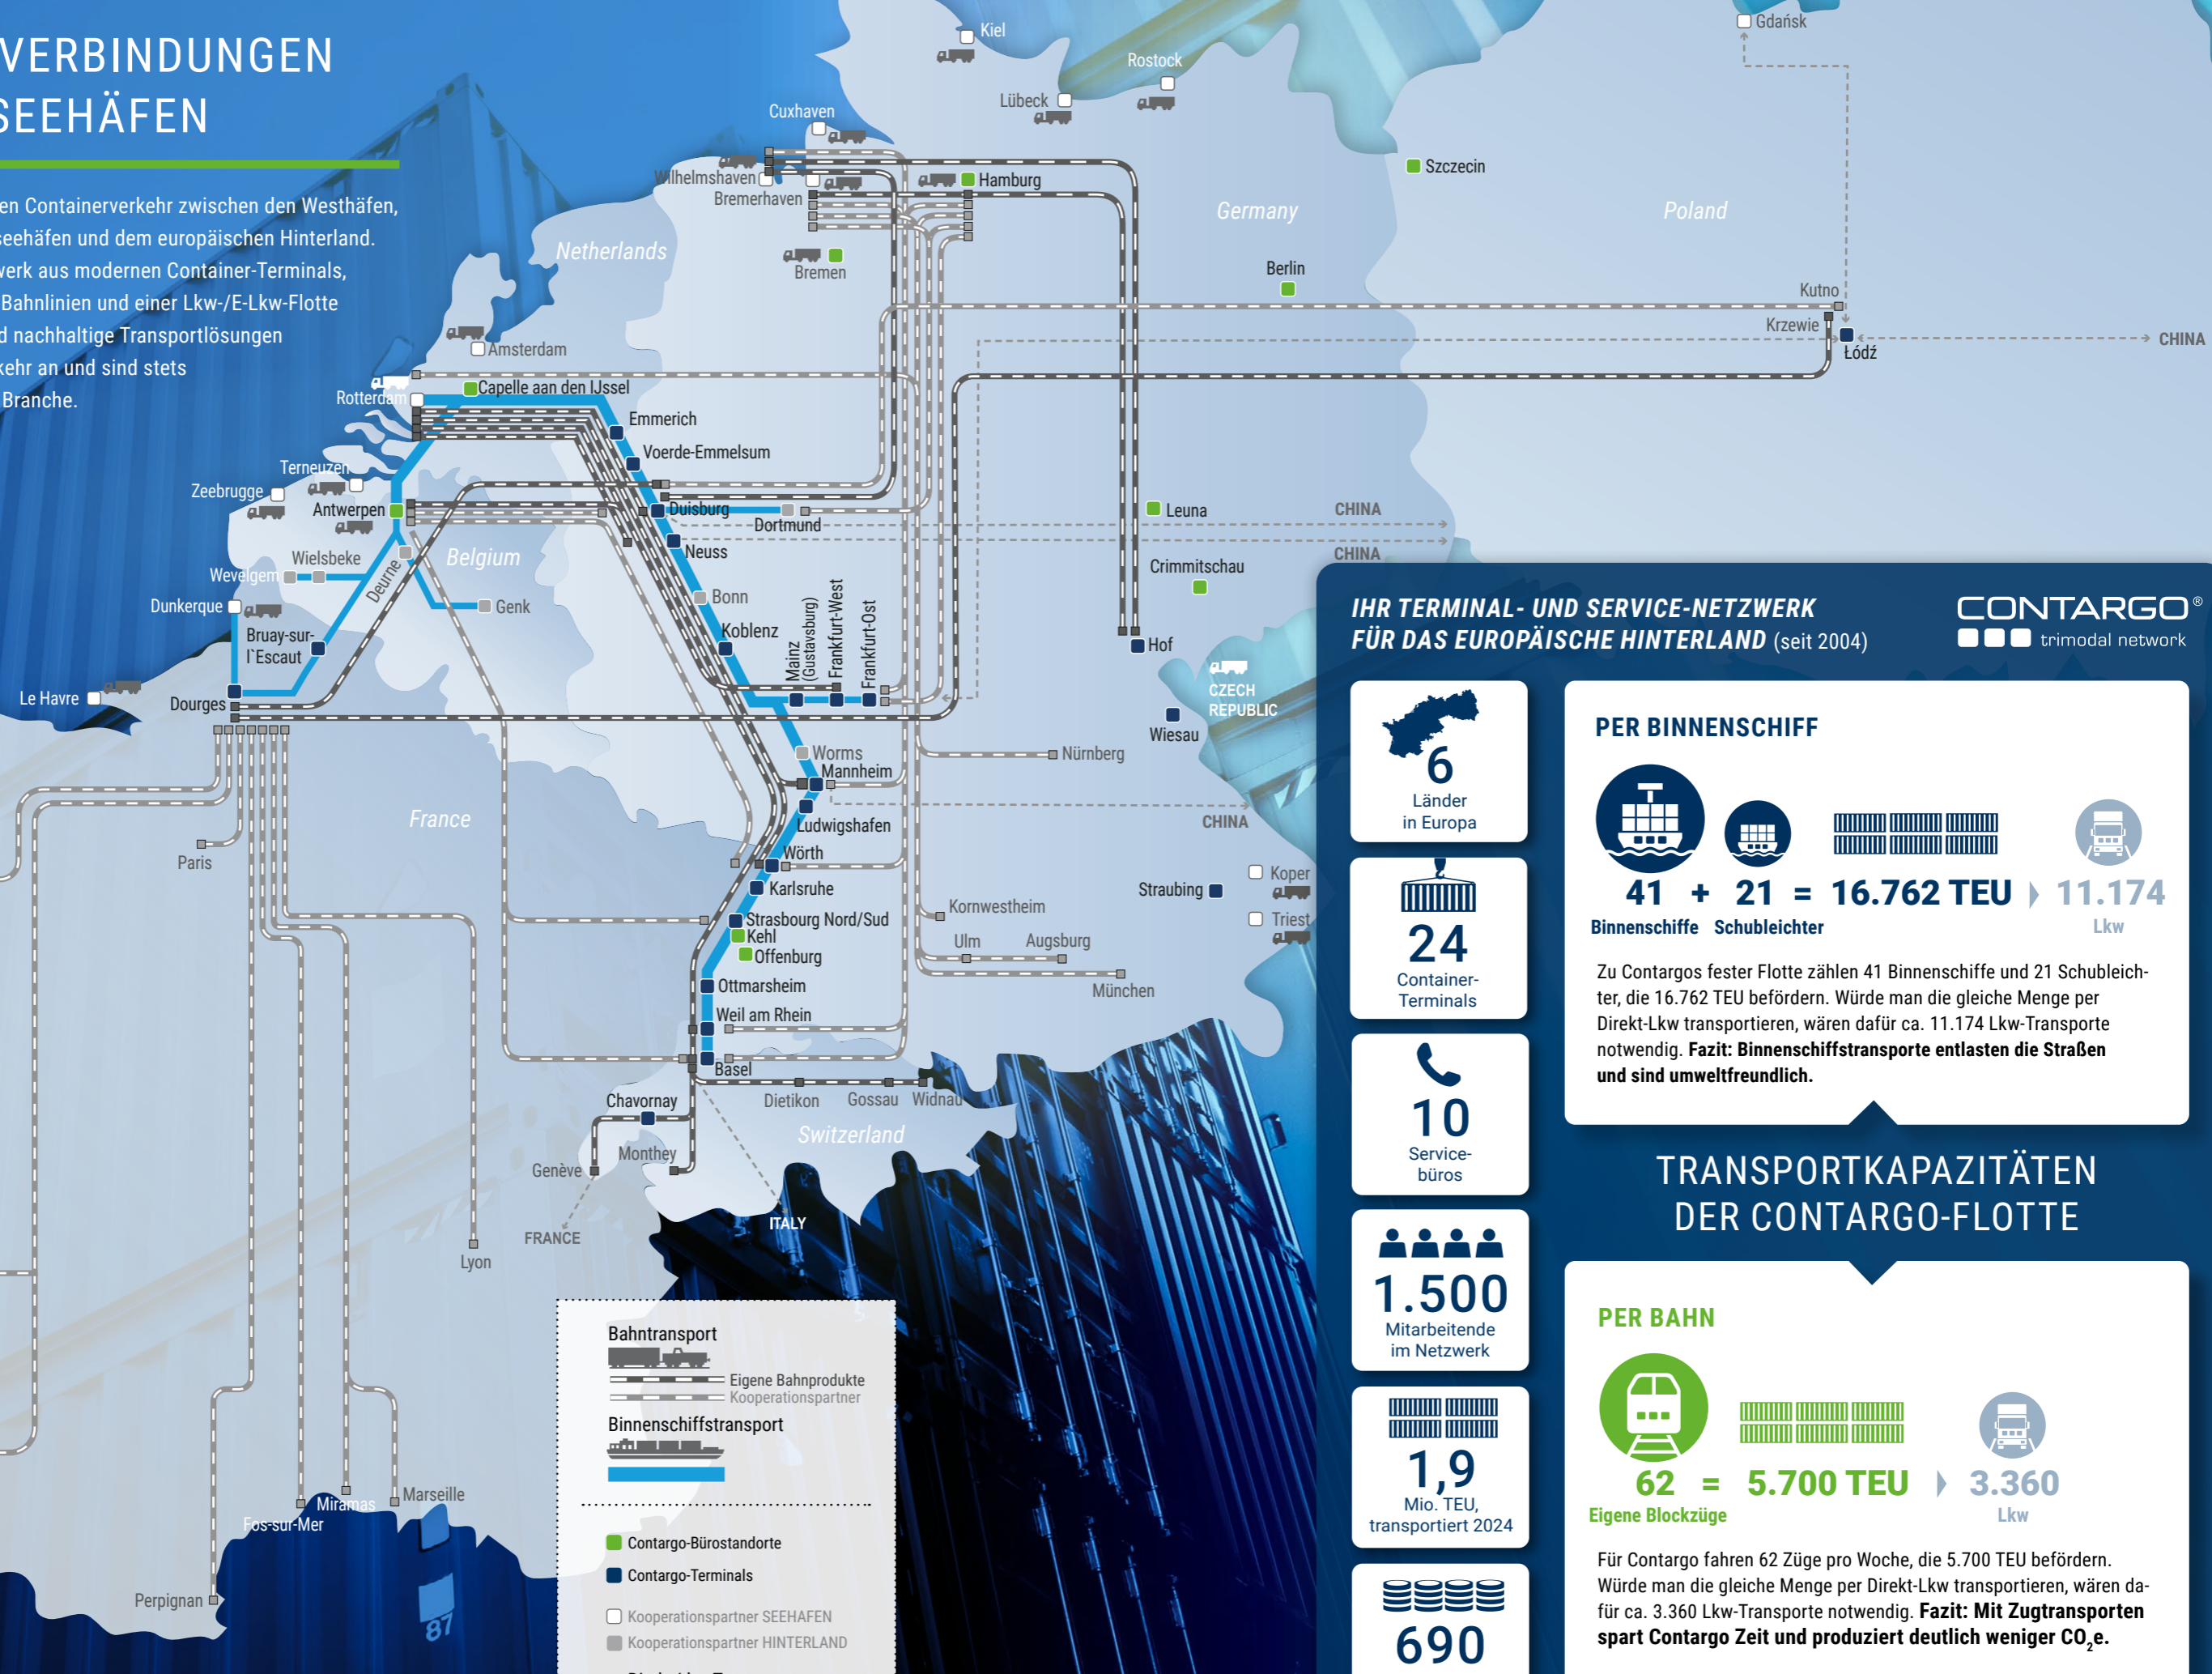 VERBINDUNGEN
SEEHÄFEN
en Containerverkehr zwischen den Westhäfen,
seehäfen und dem europäischen Hinterland.
werk aus modernen Container-Terminals,
Bahnlinien und einer Lkw-/E-Lkw-Flotte
d nachhaltige Transportlösungen
kehr an und sind stets
Branche.
Kiel
Gdańsk
Rostock
Lübeck
Cuxhaven
Wilhelmshaven
Bremerhaven
Hamburg
Szczecin
Germany
Poland
Netherlands
Bremen
Berlin
Kutno
Krzewie
Łódź
CHINA
Amsterdam
Rotterdam
Capelle aan den IJssel
Emmerich
Voerde-Emmelsum
Terneuzen
Zeebrugge
Antwerpen
Duisburg
Dortmund
CHINA
Leuna
CHINA
Neuss
Wielsbeke
Wevelgem
Deurne
Belgium
Crimmitschau
Bonn
Genk
Dunkerque
Bruay-sur-
l`Escaut
Koblenz
Mainz
(Gustavsburg)
Frankfurt-West
Frankfurt-Ost
Hof
CZECH
REPUBLIC
Le Havre
Dourges
Wiesau
Nürnberg
Worms
Mannheim
Ludwigshafen
France
CHINA
Paris
Wörth
Karlsruhe
Koper
Straubing
Triest
Kornwestheim
Strasbourg Nord/Sud
Kehl
Offenburg
Ulm
Augsburg
München
Ottmarsheim
Weil am Rhein
Basel
Chavornay
Dietikon
Gossau
Widnau
Switzerland
Monthey
Genève
ITALY
FRANCE
Lyon
Marseille
Miramas
Fos-sur-Mer
Perpignan
87
Bahntransport
Eigene Bahnprodukte
Kooperationspartner
Binnenschiffstransport
Contargo-Bürostandorte
Contargo-Terminals
Kooperationspartner SEEHAFEN
Kooperationspartner HINTERLAND
IHR TERMINAL- UND SERVICE-NETZWERK
FÜR DAS EUROPÄISCHE HINTERLAND (seit 2004)
CONTARGO®
trimodal network
6
Länder
in Europa
24
Container-
Terminals
10
Service-
büros
1.500
Mitarbeitende
im Netzwerk
1,9
Mio. TEU,
transportiert 2024
690
PER BINNENSCHIFF
41 + 21 = 16.762 TEU 11.174
Binnenschiffe Schubleichter Lkw
Zu Contargos fester Flotte zählen 41 Binnenschiffe und 21 Schubleich-
ter, die 16.762 TEU befördern. Würde man die gleiche Menge per
Direkt-Lkw transportieren, wären dafür ca. 11.174 Lkw-Transporte
notwendig. Fazit: Binnenschiffstransporte entlasten die Straßen
und sind umweltfreundlich.
TRANSPORTKAPAZITÄTEN
DER CONTARGO-FLOTTE
PER BAHN
62 = 5.700 TEU 3.360
Eigene Blockzüge Lkw
Für Contargo fahren 62 Züge pro Woche, die 5.700 TEU befördern.
Würde man die gleiche Menge per Direkt-Lkw transportieren, wären da-
für ca. 3.360 Lkw-Transporte notwendig. Fazit: Mit Zugtransporten
spart Contargo Zeit und produziert deutlich weniger CO₂e.